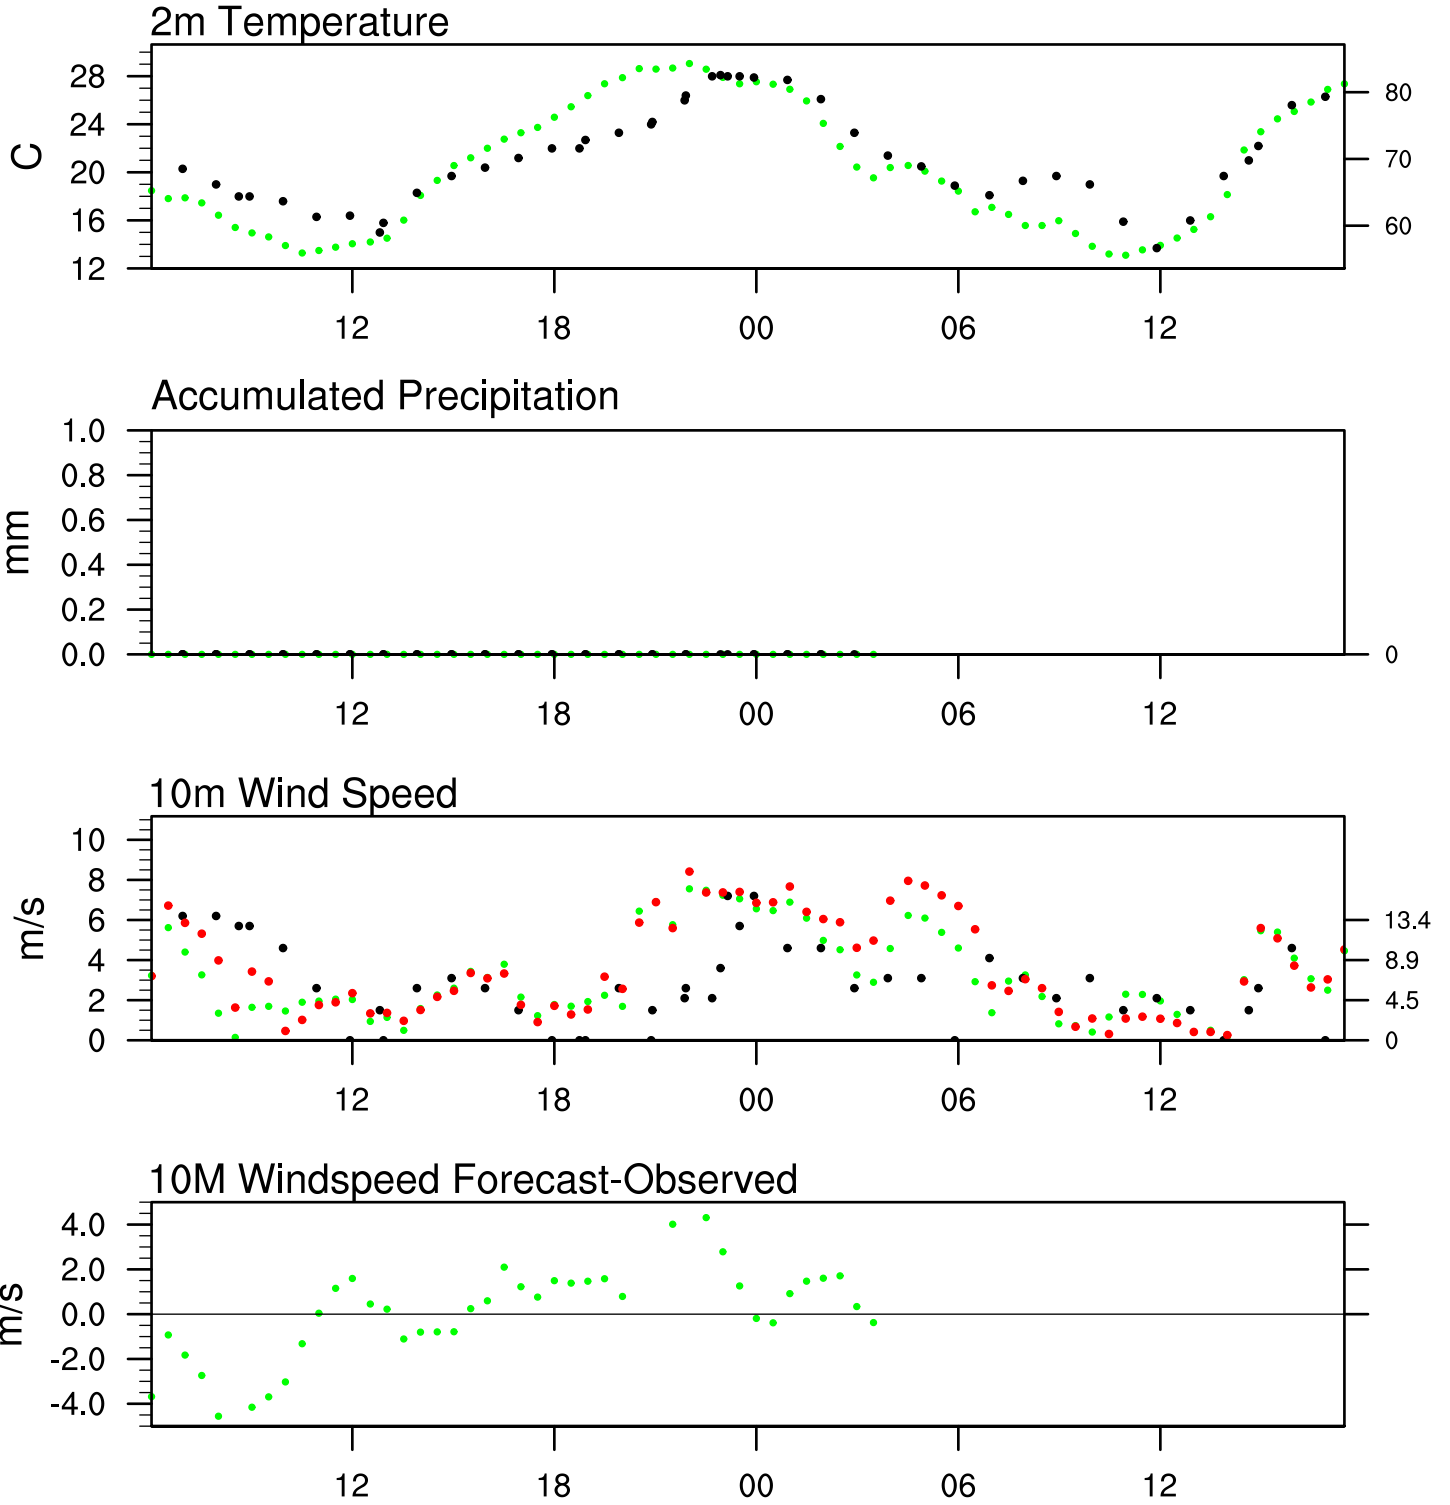 2m Temperature
28
24
20
16
12
C
80
70
60
12 18 00 06 12
Accumulated Precipitation
1.0
0.8
0.6
0.4
0.2
0.0
mm
0
12 18 00 06 12
10m Wind Speed
10
8
6
4
2
0
m/s
13.4
8.9
4.5
0
12 18 00 06 12
10M Windspeed Forecast-Observed
4.0
2.0
0.0
-2.0
-4.0
m/s
12 18 00 06 12